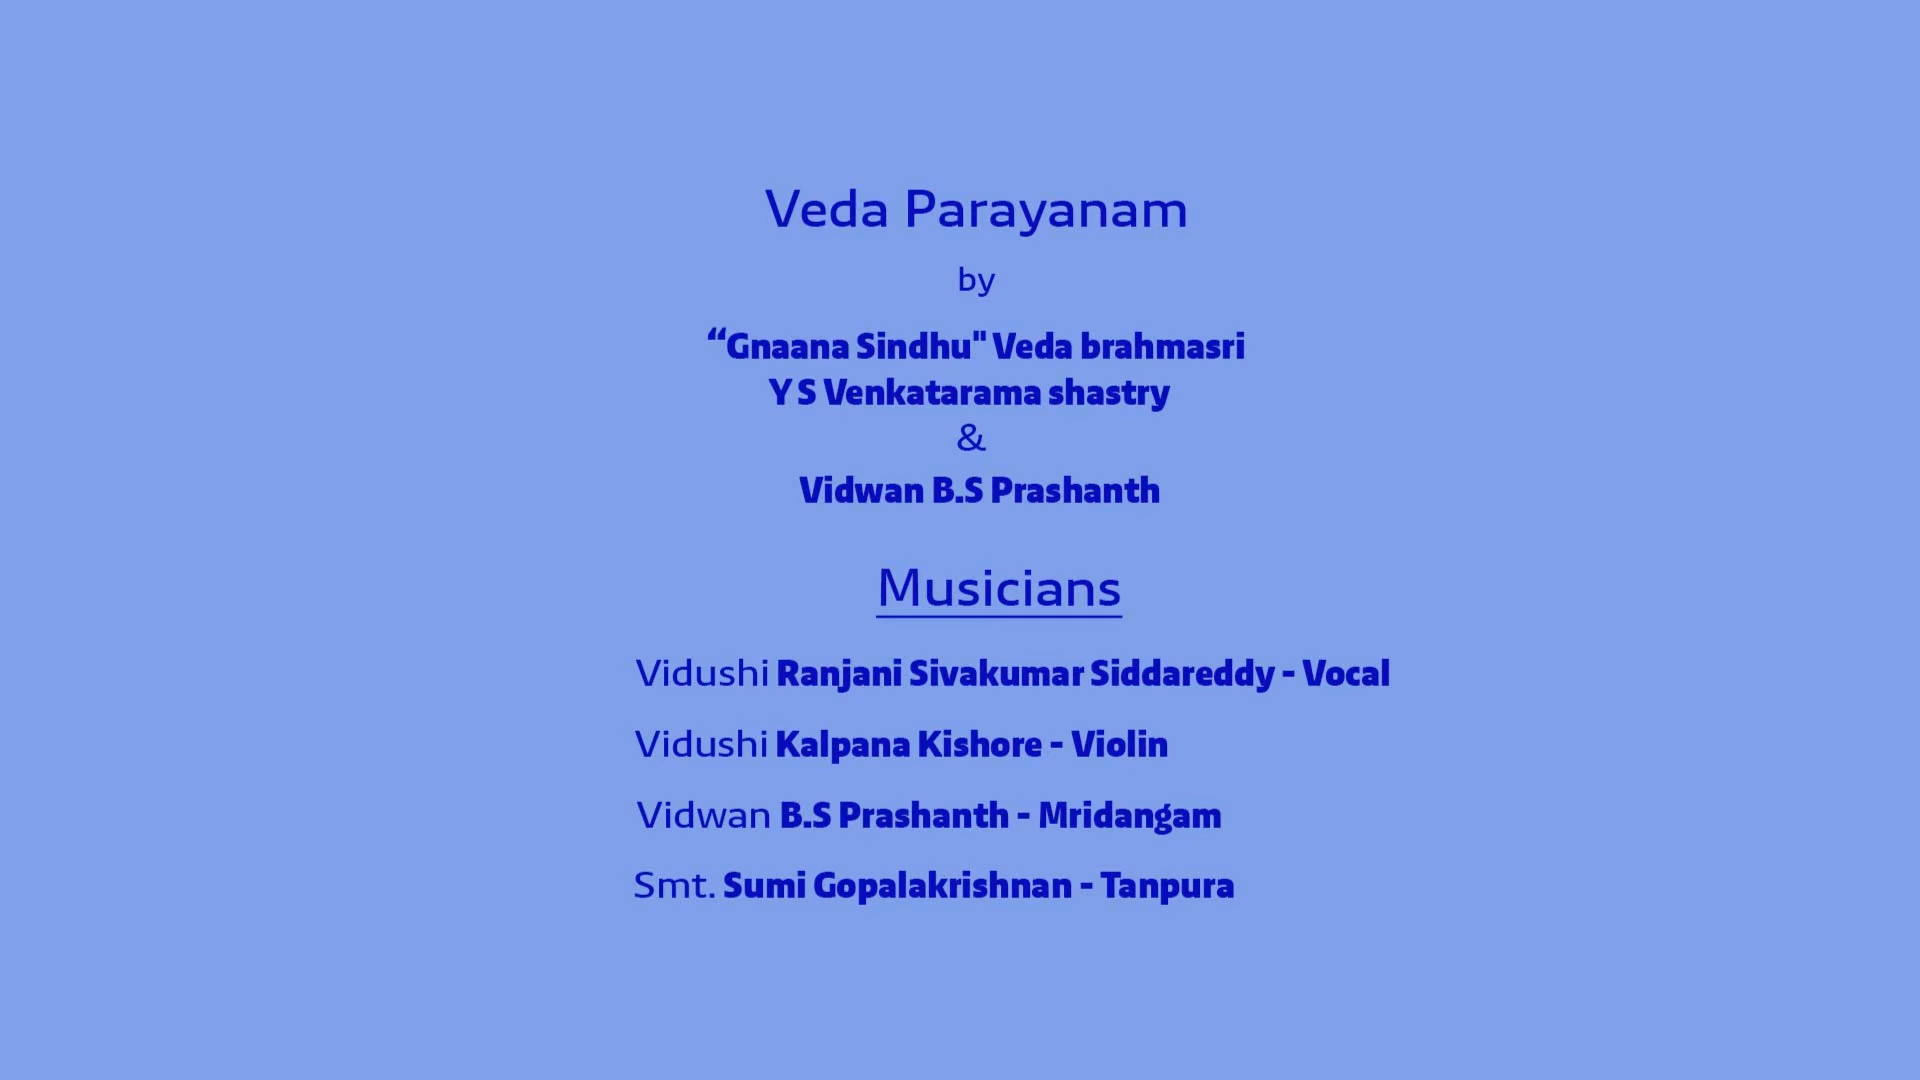 Veda Parayanam
by
“Gnaana Sindhu" Veda brahmasri
Y S Venkatarama shastry
&
Vidwan B.S Prashanth
Musicians
Vidushi Ranjani Sivakumar Siddareddy - Vocal
Vidushi Kalpana Kishore - Violin
Vidwan B.S Prashanth - Mridangam
Smt. Sumi Gopalakrishnan - Tanpura